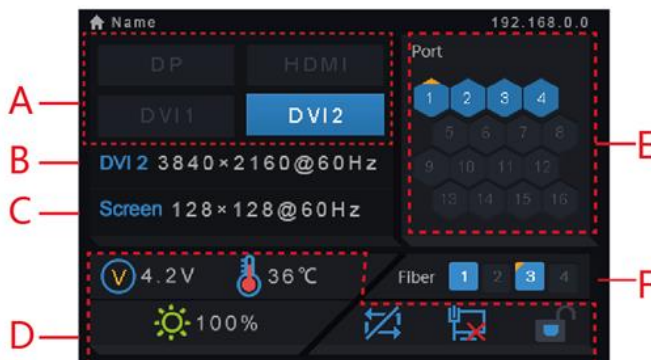 Name 192.168.0.0
A
DP HDMI
DVI1 DVI2
B
DVI 2 3840×2160@60Hz
C
Screen 128×128@60Hz
Port
1 2 3 4
5 6 7 8
9 10 11 12
13 14 15 16
E
V 4.2V 36℃
100%
D
Fiber 1 2 3 4
F